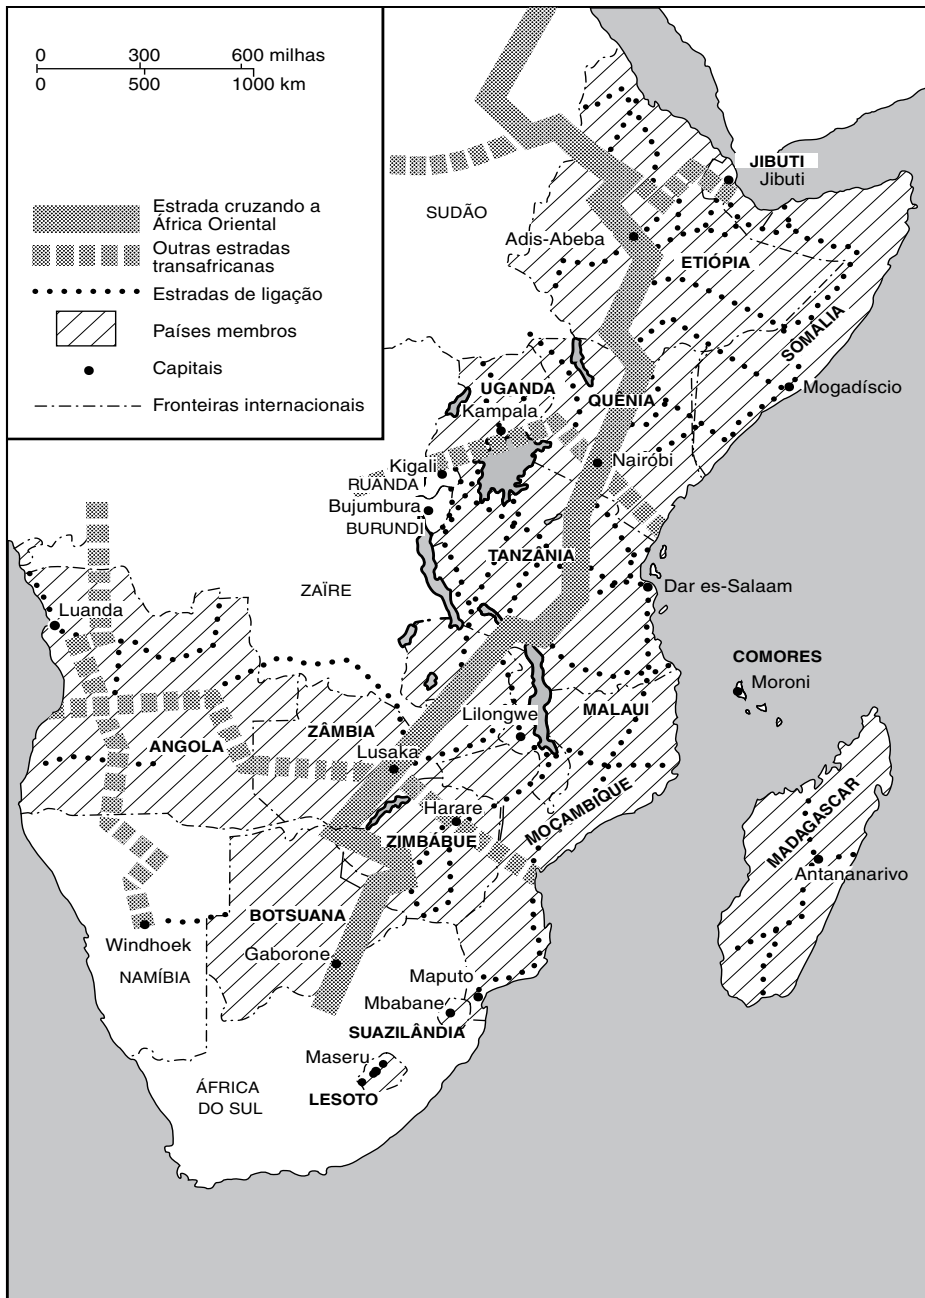 0 300 600 milhas
0 500 1000 km
Estrada cruzando a
África Oriental
Outras estradas
transafricanas
Estradas de ligação
Países membros
Capitais
Fronteiras internacionais
JIBUTI
Jibuti
SUDÃO
Adis-Abeba
ETIÓPIA
SOMÁLIA
Mogadíscio
UGANDA
Kampala
QUÊNIA
Nairóbi
Kigali
RUANDA
Bujumbura
BURUNDI
TANZÂNIA
Dar es-Salaam
ZAÏRE
Luanda
COMORES
Moroni
MALAUI
Lilongwe
ANGOLA
ZÂMBIA
Lusaka
Harare
ZIMBÁBUE
MOÇAMBIQUE
MADAGASCAR
Antananarivo
BOTSUANA
Windhoek
Gaborone
NAMÍBIA
Maputo
Mbabane
SUAZILÂNDIA
Maseru
LESOTO
ÁFRICA
DO SUL